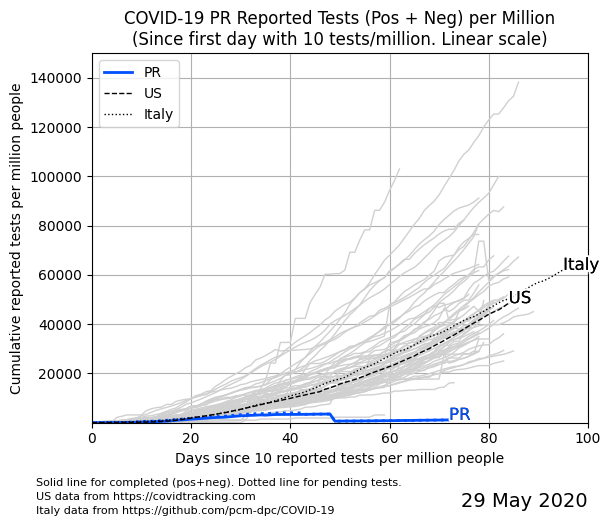 COVID-19 PR Reported Tests (Pos + Neg) per Million
(Since first day with 10 tests/million. Linear scale)
Cumulative reported tests per million people
140000
120000
100000
80000
60000
40000
20000
PR
US
Italy
Italy
US
PR
0 20 40 60 80 100
Days since 10 reported tests per million people
Solid line for completed (pos+neg). Dotted line for pending tests.
US data from https://covidtracking.com
Italy data from https://github.com/pcm-dpc/COVID-19
29 May 2020